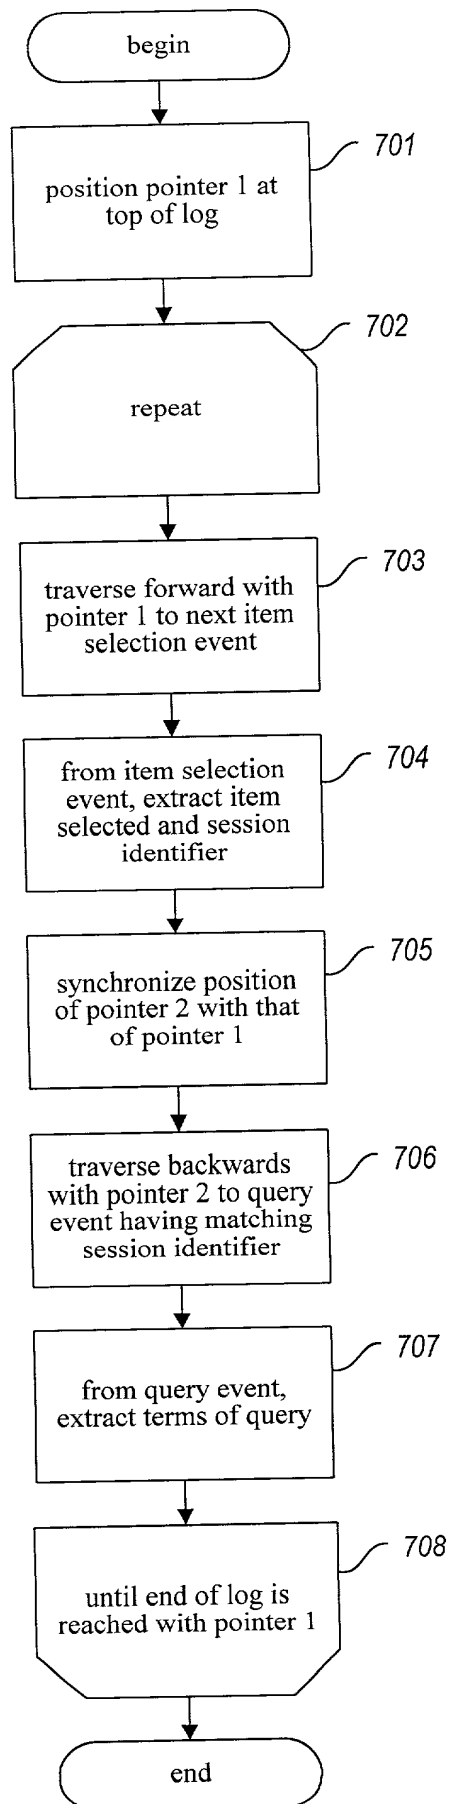 begin
701
position pointer 1 at
top of log
702
repeat
703
traverse forward with
pointer 1 to next item
selection event
704
from item selection
event, extract item
selected and session
identifier
705
synchronize position
of pointer 2 with that
of pointer 1
706
traverse backwards
with pointer 2 to query
event having matching
session identifier
707
from query event,
extract terms of query
708
until end of log is
reached with pointer 1
end